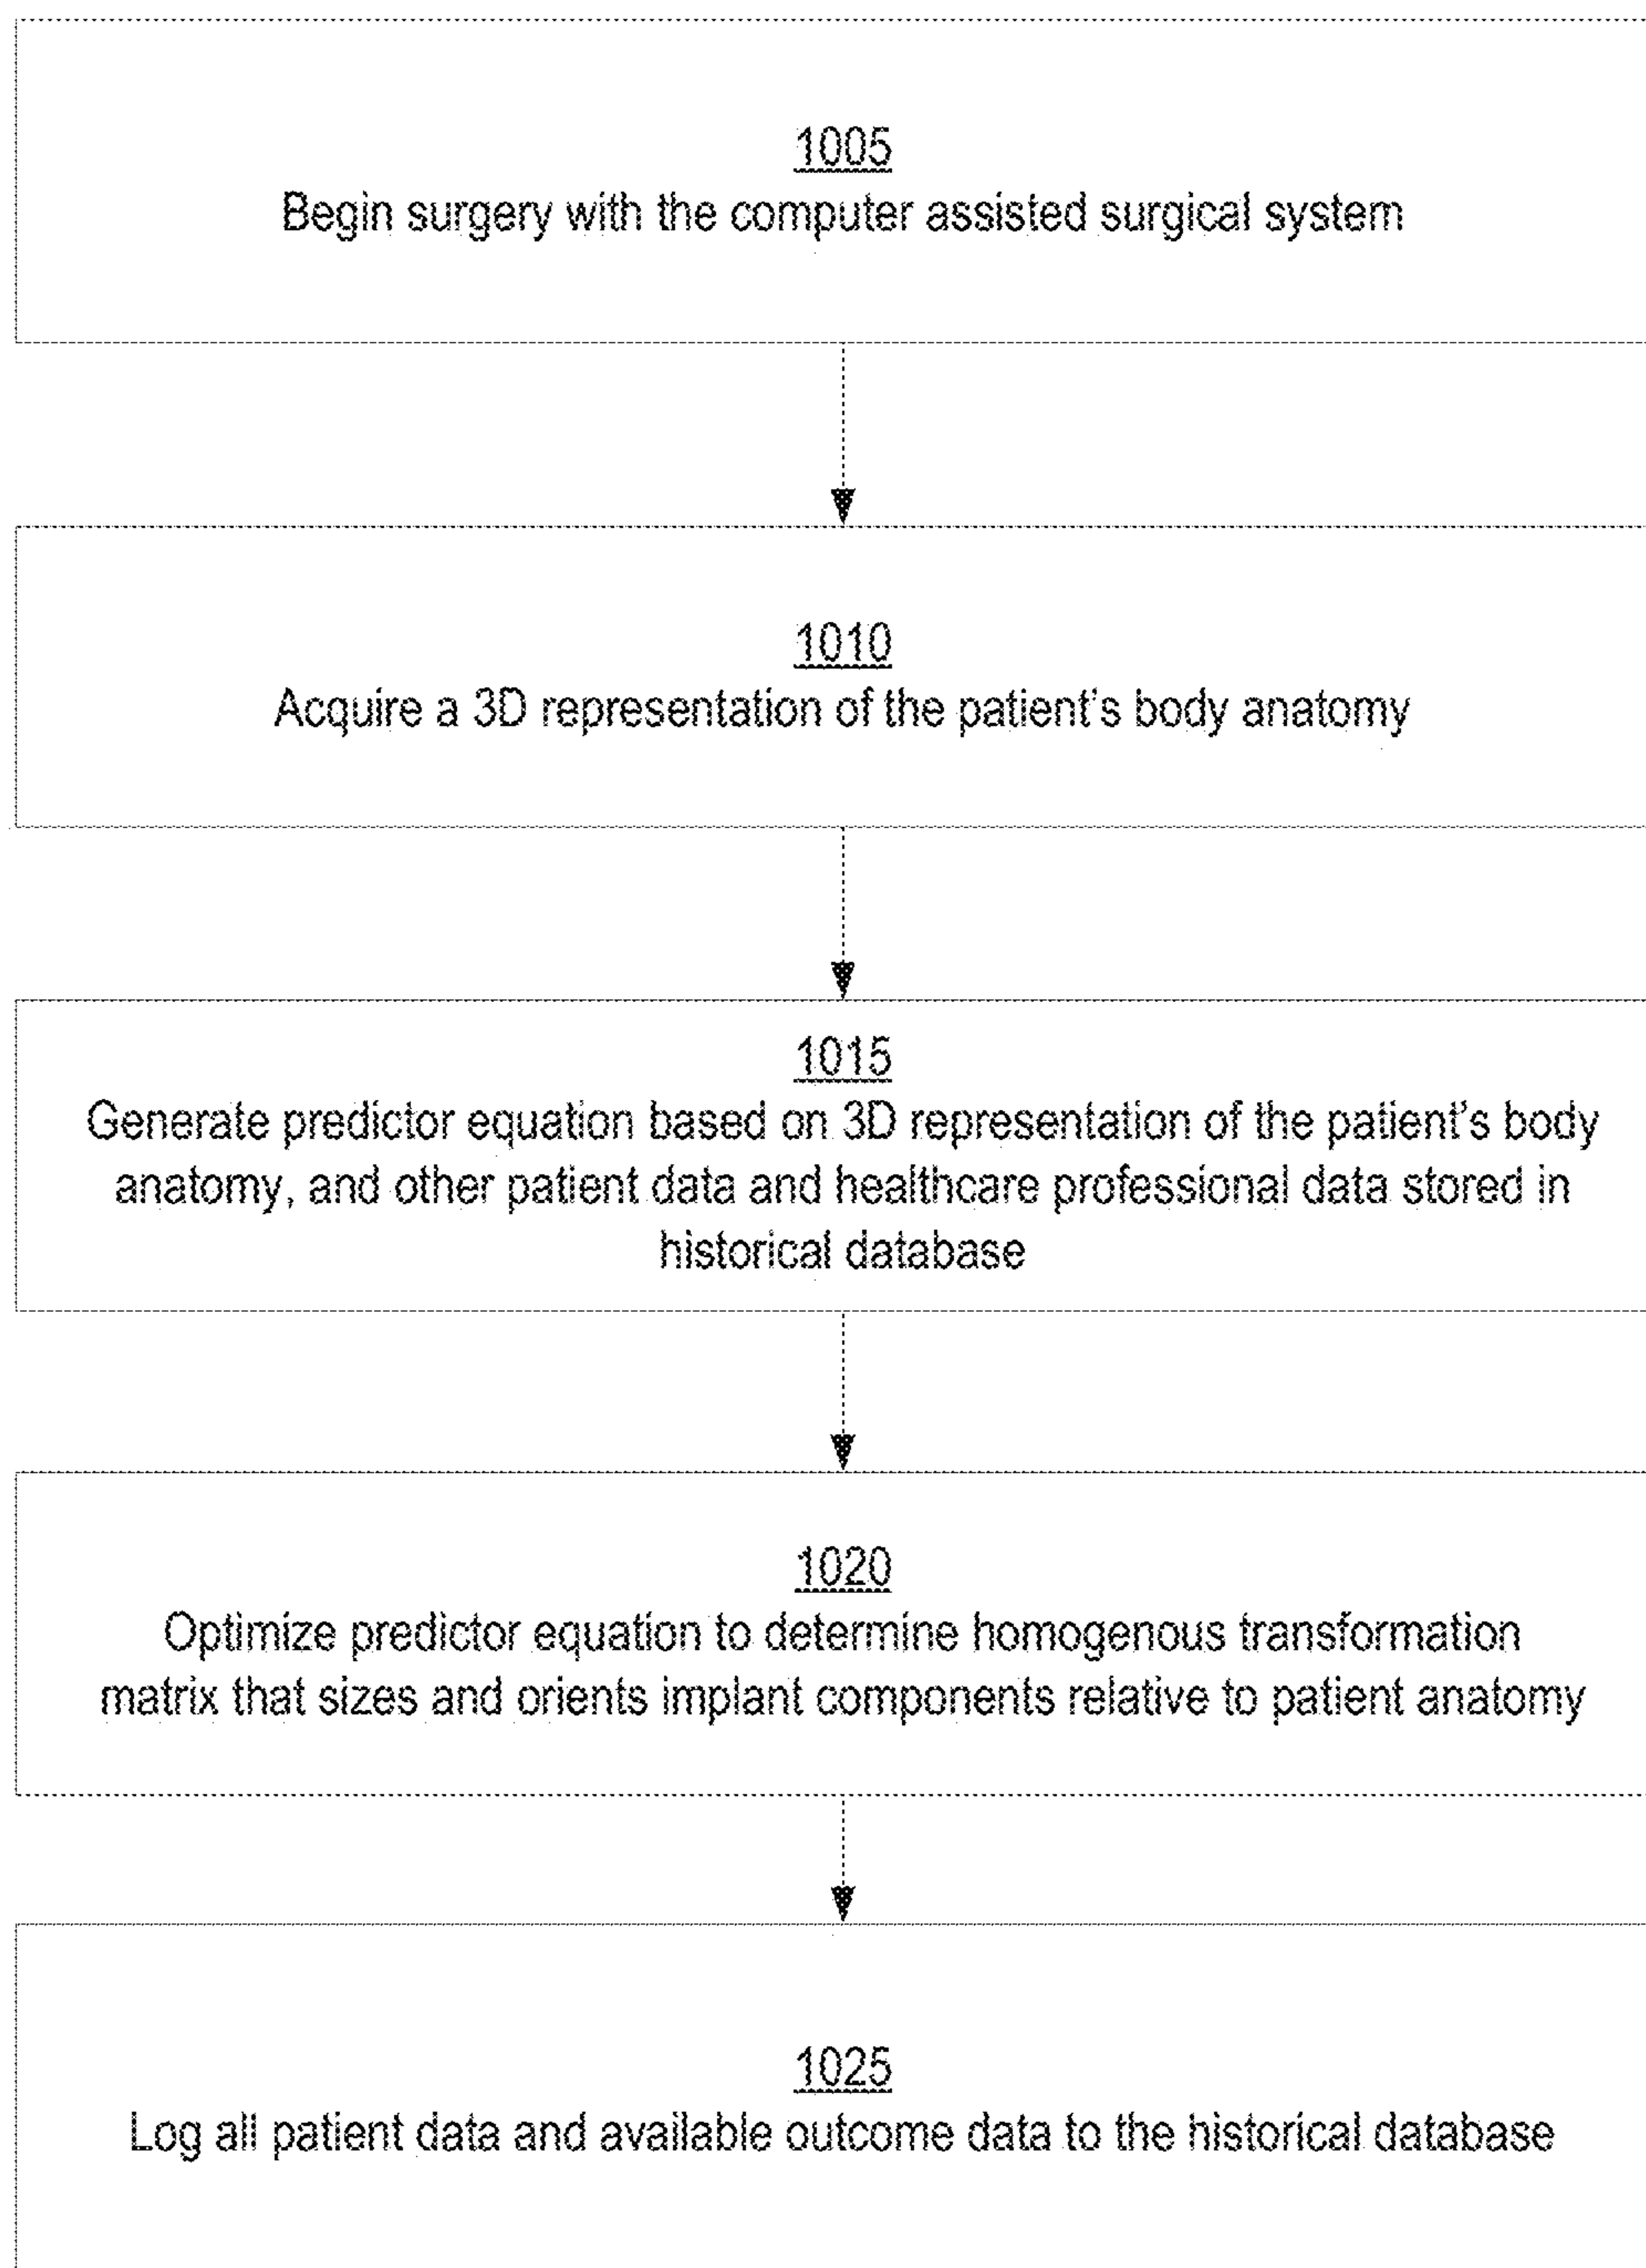 1005
Begin surgery with the computer assisted surgical system
1010
Acquire a 3D representation of the patient's body anatomy
1015
Generate predictor equation based on 3D representation of the patient's body
anatomy, and other patient data and healthcare professional data stored in
historical database
1020
Optimize predictor equation to determine homogenous transformation
matrix that sizes and orients implant components relative to patient anatomy
1025
Log all patient data and available outcome data to the historical database